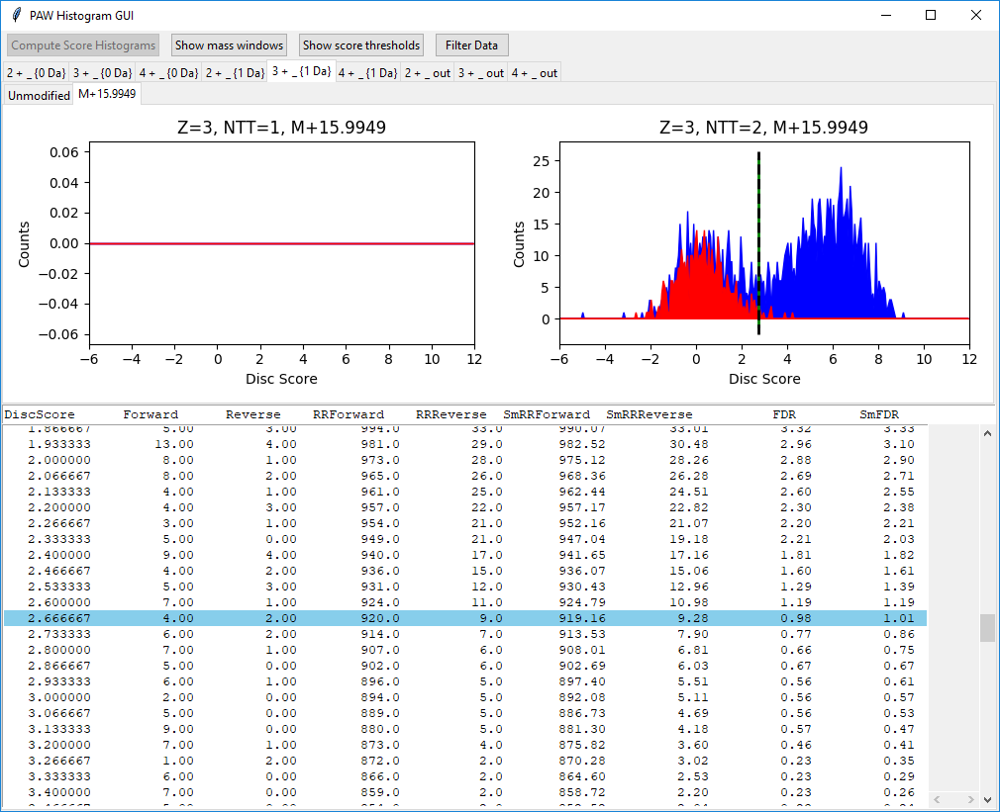 PAW Histogram GUI
Compute Score Histograms Show mass windows Show score thresholds Filter Data
2 + _ {0 Da} 3 + _ {0 Da} 4 + _ {0 Da} 2 + _ {1 Da} 3 + _ {1 Da} 4 + _ {1 Da} 2 + _ out 3 + _ out 4 + _ out
Unmodified M+15.9949
Z=3, NTT=1, M+15.9949
0.06
0.04
0.02
0.00
−0.02
−0.04
−0.06
Counts
−6 −4 −2 0 2 4 6 8 10 12
Disc Score
Z=3, NTT=2, M+15.9949
25
20
15
10
5
0
Counts
−6 −4 −2 0 2 4 6 8 10 12
Disc Score
DiscScore Forward Reverse RRForward RRReverse SmRRForward SmRRReverse FDR SmFDR
1.866667 5.00 3.00 994.0 33.0 990.07 33.01 3.32 3.33
1.933333 13.00 4.00 981.0 29.0 982.52 30.48 2.96 3.10
2.000000 8.00 1.00 973.0 28.0 975.12 28.26 2.88 2.90
2.066667 8.00 2.00 965.0 26.0 968.36 26.28 2.69 2.71
2.133333 4.00 1.00 961.0 25.0 962.44 24.51 2.60 2.55
2.200000 4.00 3.00 957.0 22.0 957.17 22.82 2.30 2.38
2.266667 3.00 1.00 954.0 21.0 952.16 21.07 2.20 2.21
2.333333 5.00 0.00 949.0 21.0 947.04 19.18 2.21 2.03
2.400000 9.00 4.00 940.0 17.0 941.65 17.16 1.81 1.82
2.466667 4.00 2.00 936.0 15.0 936.07 15.06 1.60 1.61
2.533333 5.00 3.00 931.0 12.0 930.43 12.96 1.29 1.39
2.600000 7.00 1.00 924.0 11.0 924.79 10.98 1.19 1.19
2.666667 4.00 2.00 920.0 9.0 919.16 9.28 0.98 1.01
2.733333 6.00 2.00 914.0 7.0 913.53 7.90 0.77 0.86
2.800000 7.00 1.00 907.0 6.0 908.01 6.81 0.66 0.75
2.866667 5.00 0.00 902.0 6.0 902.69 6.03 0.67 0.67
2.933333 6.00 1.00 896.0 5.0 897.40 5.51 0.56 0.61
3.000000 2.00 0.00 894.0 5.0 892.08 5.11 0.56 0.57
3.066667 5.00 0.00 889.0 5.0 886.73 4.69 0.56 0.53
3.133333 9.00 0.00 880.0 5.0 881.30 4.18 0.57 0.47
3.200000 7.00 1.00 873.0 4.0 875.82 3.60 0.46 0.41
3.266667 1.00 2.00 872.0 2.0 870.28 3.02 0.23 0.35
3.333333 6.00 0.00 866.0 2.0 864.60 2.53 0.23 0.29
3.400000 7.00 0.00 859.0 2.0 858.72 2.20 0.23 0.26